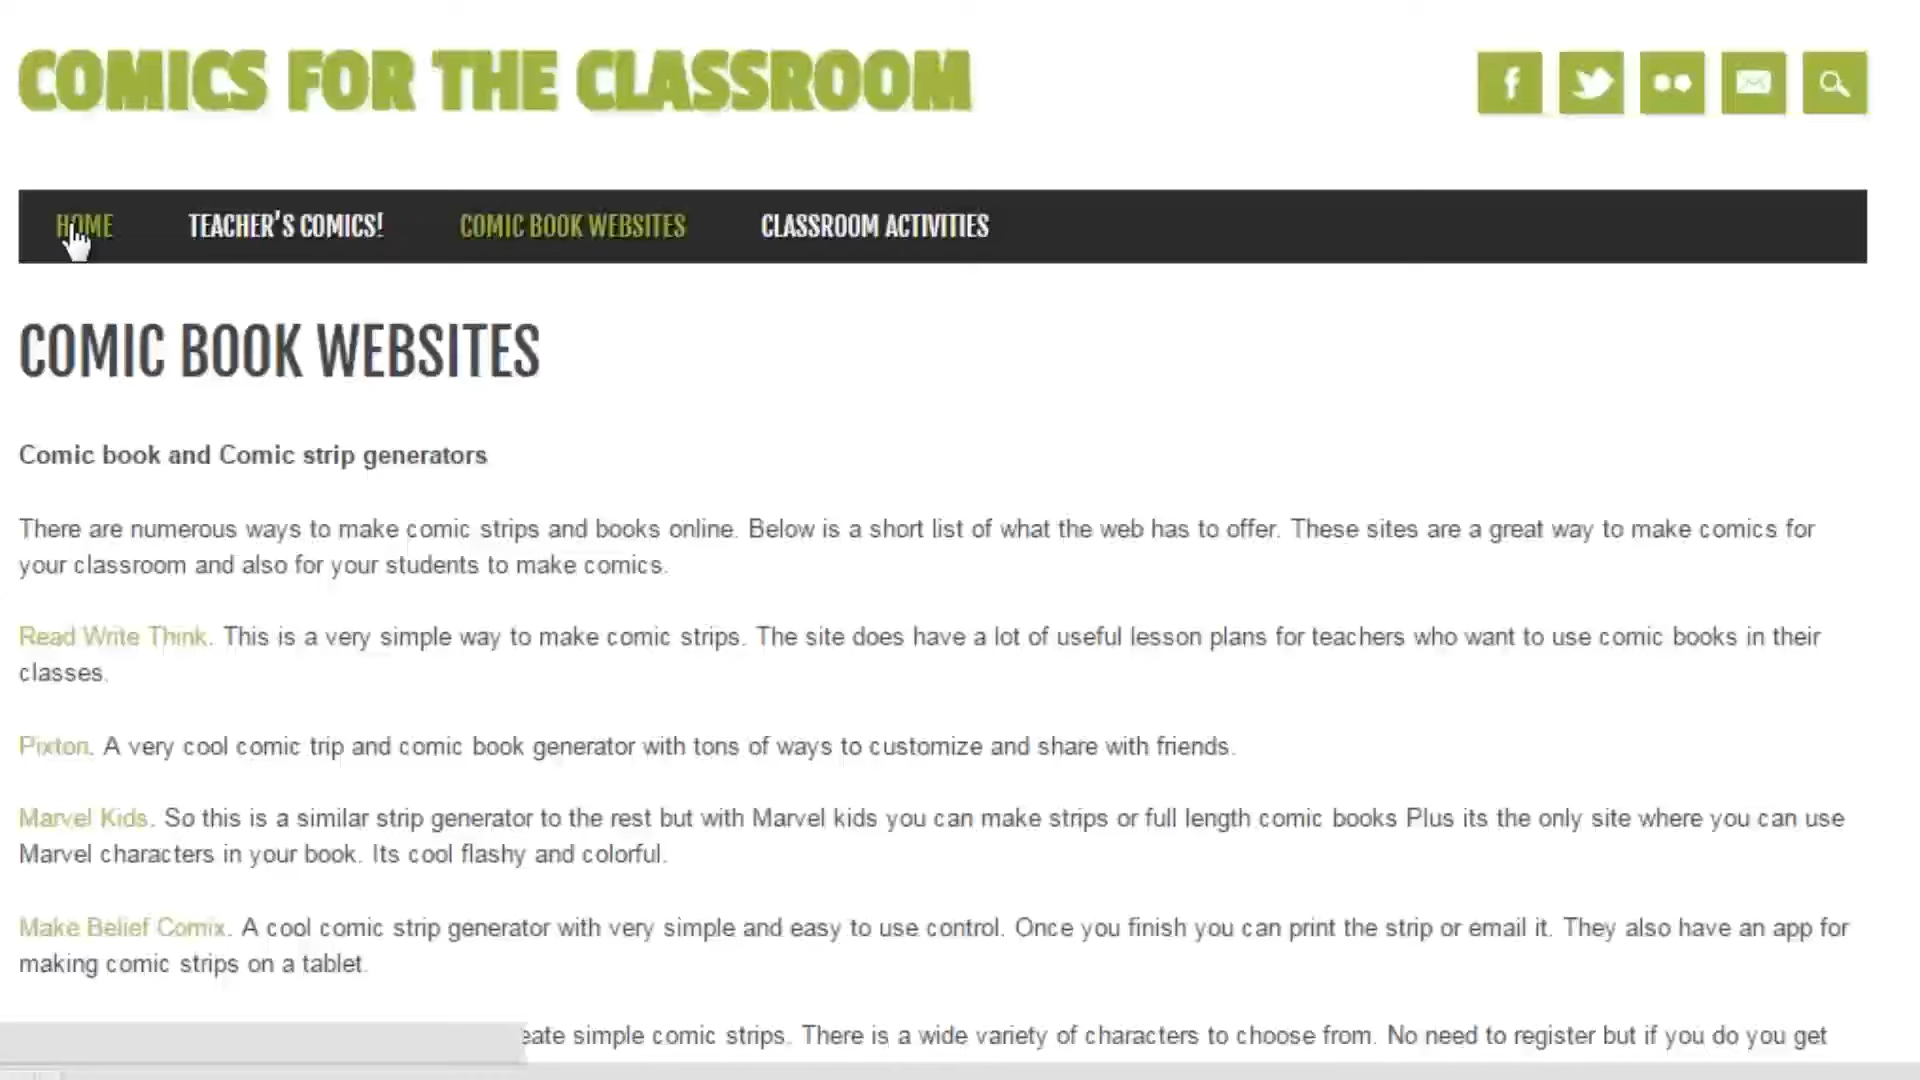 COMICS FOR THE CLASSROOM
HOME TEACHER'S COMICS! COMIC BOOK WEBSITES CLASSROOM ACTIVITIES
COMIC BOOK WEBSITES
Comic book and Comic strip generators
There are numerous ways to make comic strips and books online. Below is a short list of what the web has to offer. These sites are a great way to make comics for
your classroom and also for your students to make comics.
Read Write Think. This is a very simple way to make comic strips. The site does have a lot of useful lesson plans for teachers who want to use comic books in their
classes.
Pixton. A very cool comic trip and comic book generator with tons of ways to customize and share with friends.
Marvel Kids. So this is a similar strip generator to the rest but with Marvel kids you can make strips or full length comic books Plus its the only site where you can use
Marvel characters in your book. Its cool flashy and colorful.
Make Belief Comix. A cool comic strip generator with very simple and easy to use control. Once you finish you can print the strip or email it. They also have an app for
making comic strips on a tablet.
eate simple comic strips. There is a wide variety of characters to choose from. No need to register but if you do you get